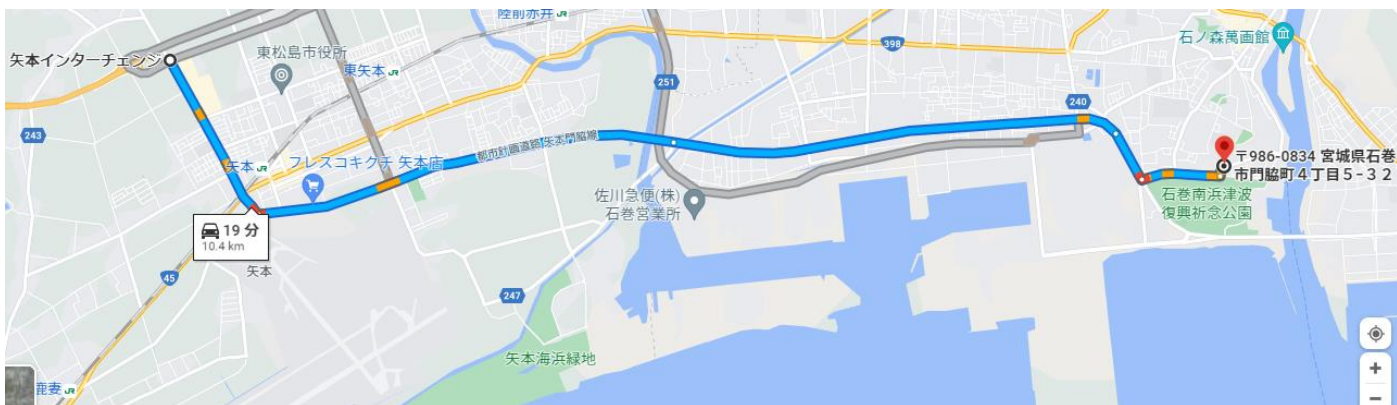 陸前赤井 JR
398
石ノ森萬画館
矢本インターチェンジ
東松島市役所
東矢本 JR
251
240
243
都市計画道路 矢本門脇線
フレスコキクチ 矢本店
矢本 JR
〒986-0834 宮城県石巻
市門脇町4丁目5-32
佐川急便(株)
石巻営業所
石巻南浜津波
復興祈念公園
19 分
10.4 km
矢本
45
247
矢本海浜緑地
鹿妻 JR
+
−